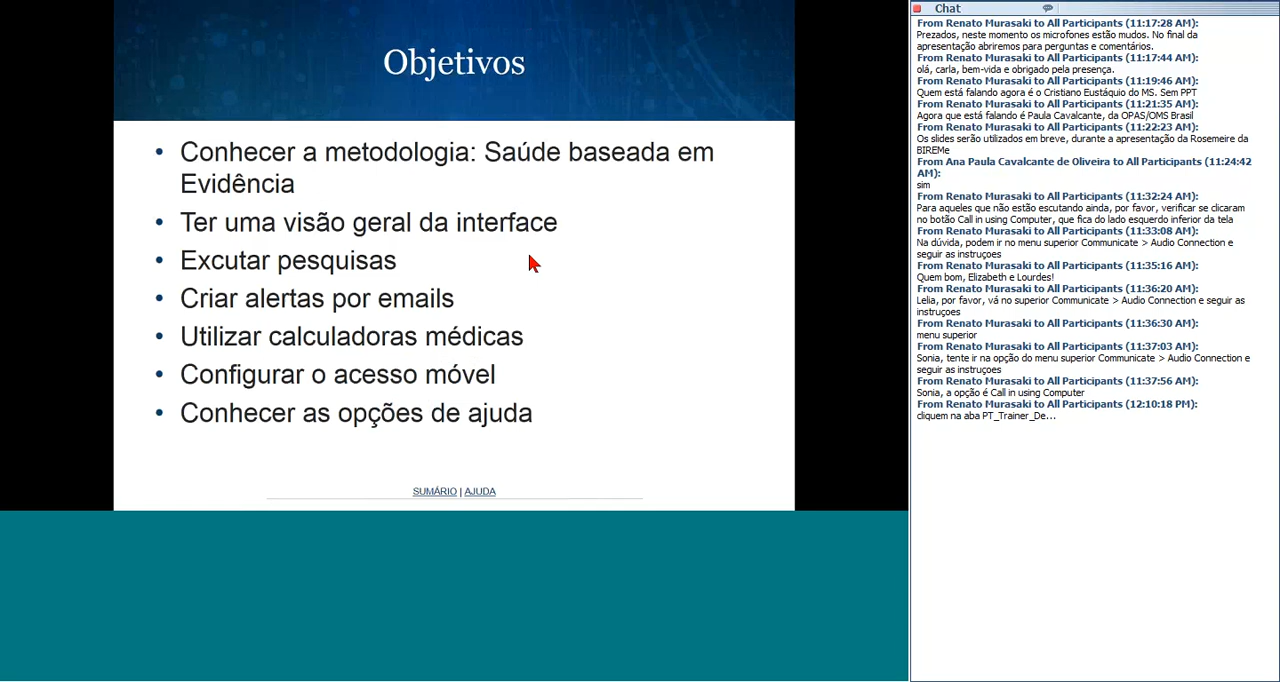 Objetivos
• Conhecer a metodologia: Saúde baseada em
Evidência
• Ter uma visão geral da interface
• Excutar pesquisas
• Criar alertas por emails
• Utilizar calculadoras médicas
• Configurar o acesso móvel
• Conhecer as opções de ajuda
SUMÁRIO | AJUDA
Chat
From Renato Murasaki to All Participants (11:17:28 AM):
Prezados, neste momento os microfones estão mudos. No final da
apresentação abriremos para perguntas e comentários.
From Renato Murasaki to All Participants (11:17:44 AM):
olá, carla, bem-vida e obrigado pela presença.
From Renato Murasaki to All Participants (11:19:46 AM):
Quem está falando agora é o Cristiano Eustáquio do MS. Sem PPT
From Renato Murasaki to All Participants (11:21:35 AM):
Agora que está falando é Paula Cavalcante, da OPAS/OMS Brasil
From Renato Murasaki to All Participants (11:22:23 AM):
Os slides serão utilizados em breve, durante a apresentação da Rosemeire da
BIREMe
From Ana Paula Cavalcante de Oliveira to All Participants (11:24:42
AM):
sim
From Renato Murasaki to All Participants (11:32:24 AM):
Para aqueles que não estão escutando ainda, por favor, verificar se clicaram
no botão Call in using Computer, que fica do lado esquerdo inferior da tela
From Renato Murasaki to All Participants (11:33:08 AM):
Na dúvida, podem ir no menu superior Communicate > Audio Connection e
seguir as instruçoes
From Renato Murasaki to All Participants (11:35:16 AM):
Quem bom, Elizabeth e Lourdes!
From Renato Murasaki to All Participants (11:36:20 AM):
Lelia, por favor, vá no superior Communicate > Audio Connection e seguir as
instruçoes
From Renato Murasaki to All Participants (11:36:30 AM):
menu superior
From Renato Murasaki to All Participants (11:37:03 AM):
Sonia, tente ir na opção do menu superior Communicate > Audio Connection e
seguir as instruçoes
From Renato Murasaki to All Participants (11:37:56 AM):
Sonia, a opção é Call in using Computer
From Renato Murasaki to All Participants (12:10:18 PM):
cliquem na aba PT_Trainer_De...